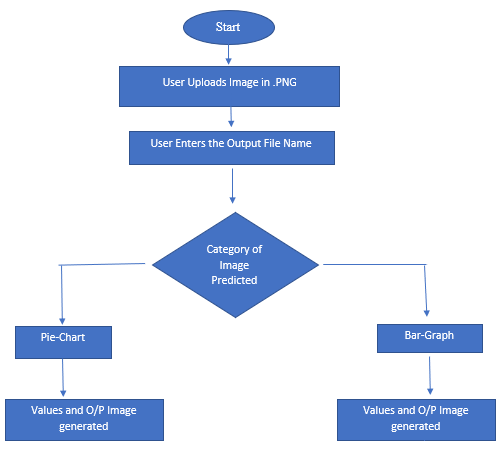 Start
User Uploads Image in .PNG
User Enters the Output File Name
Category of
Image
Predicted
Pie-Chart
Bar-Graph
Values and O/P Image
generated
Values and O/P Image
generated